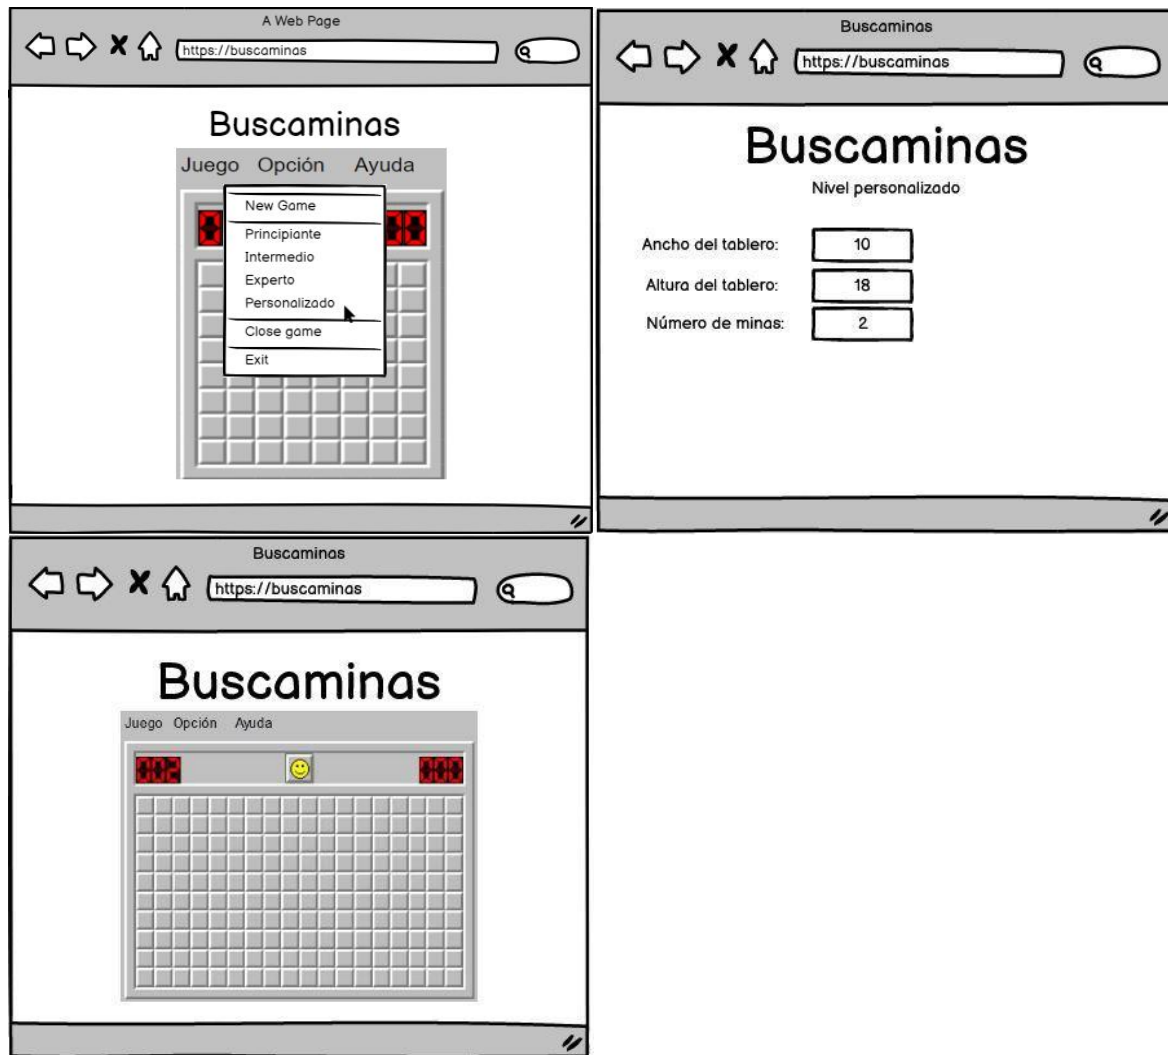 A Web Page
https://buscaminas
Buscaminas
Juego Opción Ayuda
New Game
Principiante
Intermedio
Experto
Personalizado
Close game
Exit
Buscaminas
https://buscaminas
Buscaminas
Nivel personalizado
Ancho del tablero: 10
Altura del tablero: 18
Número de minas: 2
Buscaminas
https://buscaminas
Buscaminas
Juego Opción Ayuda
002 000